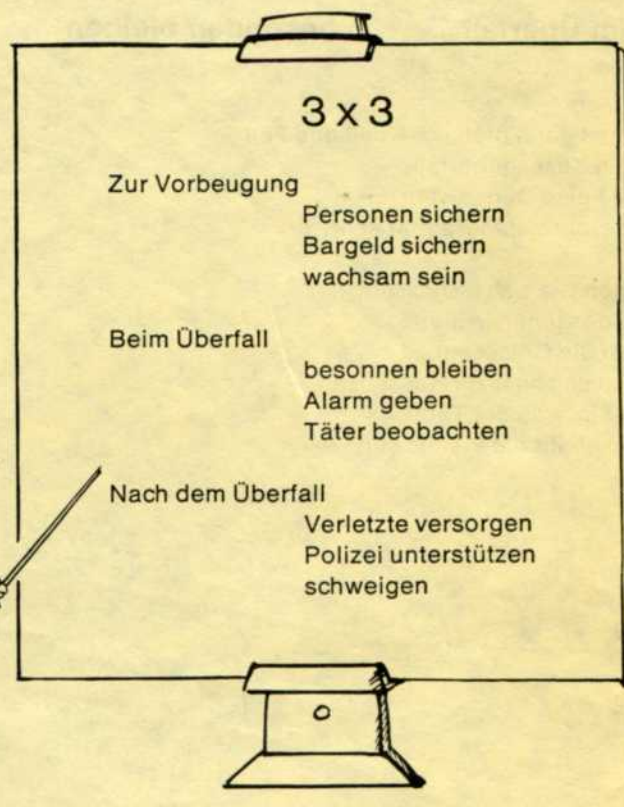 3 x 3
Zur Vorbeugung
Personen sichern
Bargeld sichern
wachsam sein
Beim Überfall
besonnen bleiben
Alarm geben
Täter beobachten
Nach dem Überfall
Verletzte versorgen
Polizei unterstützen
schweigen